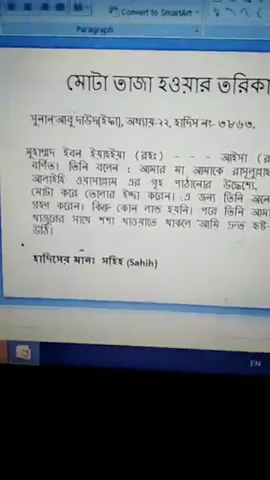 Convert to SmartArt
Paragraph
মোটা তাজা হওয়ার তরিকা
সুনান আবু দাউদ(ইফা), অধ্যায়-২২, হাদিস নং- ৩৮৬৩.
মুহাম্মদ ইবন ইয়াহইয়া (রহঃ) - - - আইসা (র
বর্ণিত। তিনি বলেন : আমার মা আমাকে রাসূলুল্লাহ
আলাইহি ওয়াসাল্লাম এর গৃহে পাঠানোর উদ্দেশ্যে,
মোটা করে তোলার ইচ্ছা করেন। এ জন্য তিনি অনে
গ্রহণ করেন। কিন্তু কোন লাভ হয়নি। পরে তিনি আমা
খাজুরের সাথে শশা খাওয়াতে থাকলে আমি দ্রুত হৃষ্ট
উঠি।
হাদিসের মানঃ সহিহ (Sahih)
EN